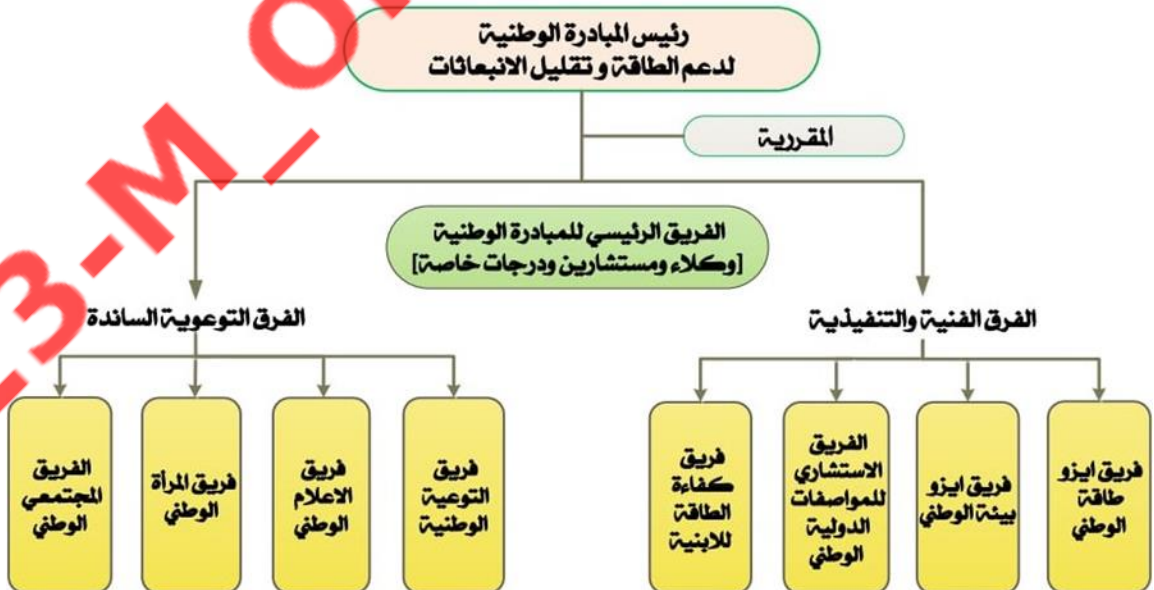 رئيس المبادرة الوطنية
لدعم الطاقة و تقليل الانبعاثات
المقررية
الفريق الرئيسي للمبادرة الوطنية
[وكلاء ومستشارين ودرجات خاصة]
الفرق الفنية والتنفيذية
الفرق التوعوية الساندة
فريق ايزو
طاقة
الوطني
فريق ايزو
بيئة الوطني
الفريق
الاستشاري
للمواصفات
الدولية
الوطني
فريق
كفاءة
الطاقة
للابنية
فريق
التوعية
الوطنية
فريق
الاعلام
الوطني
فريق المرأة
الوطني
الفريق
المجتمعي
الوطني
3-M_